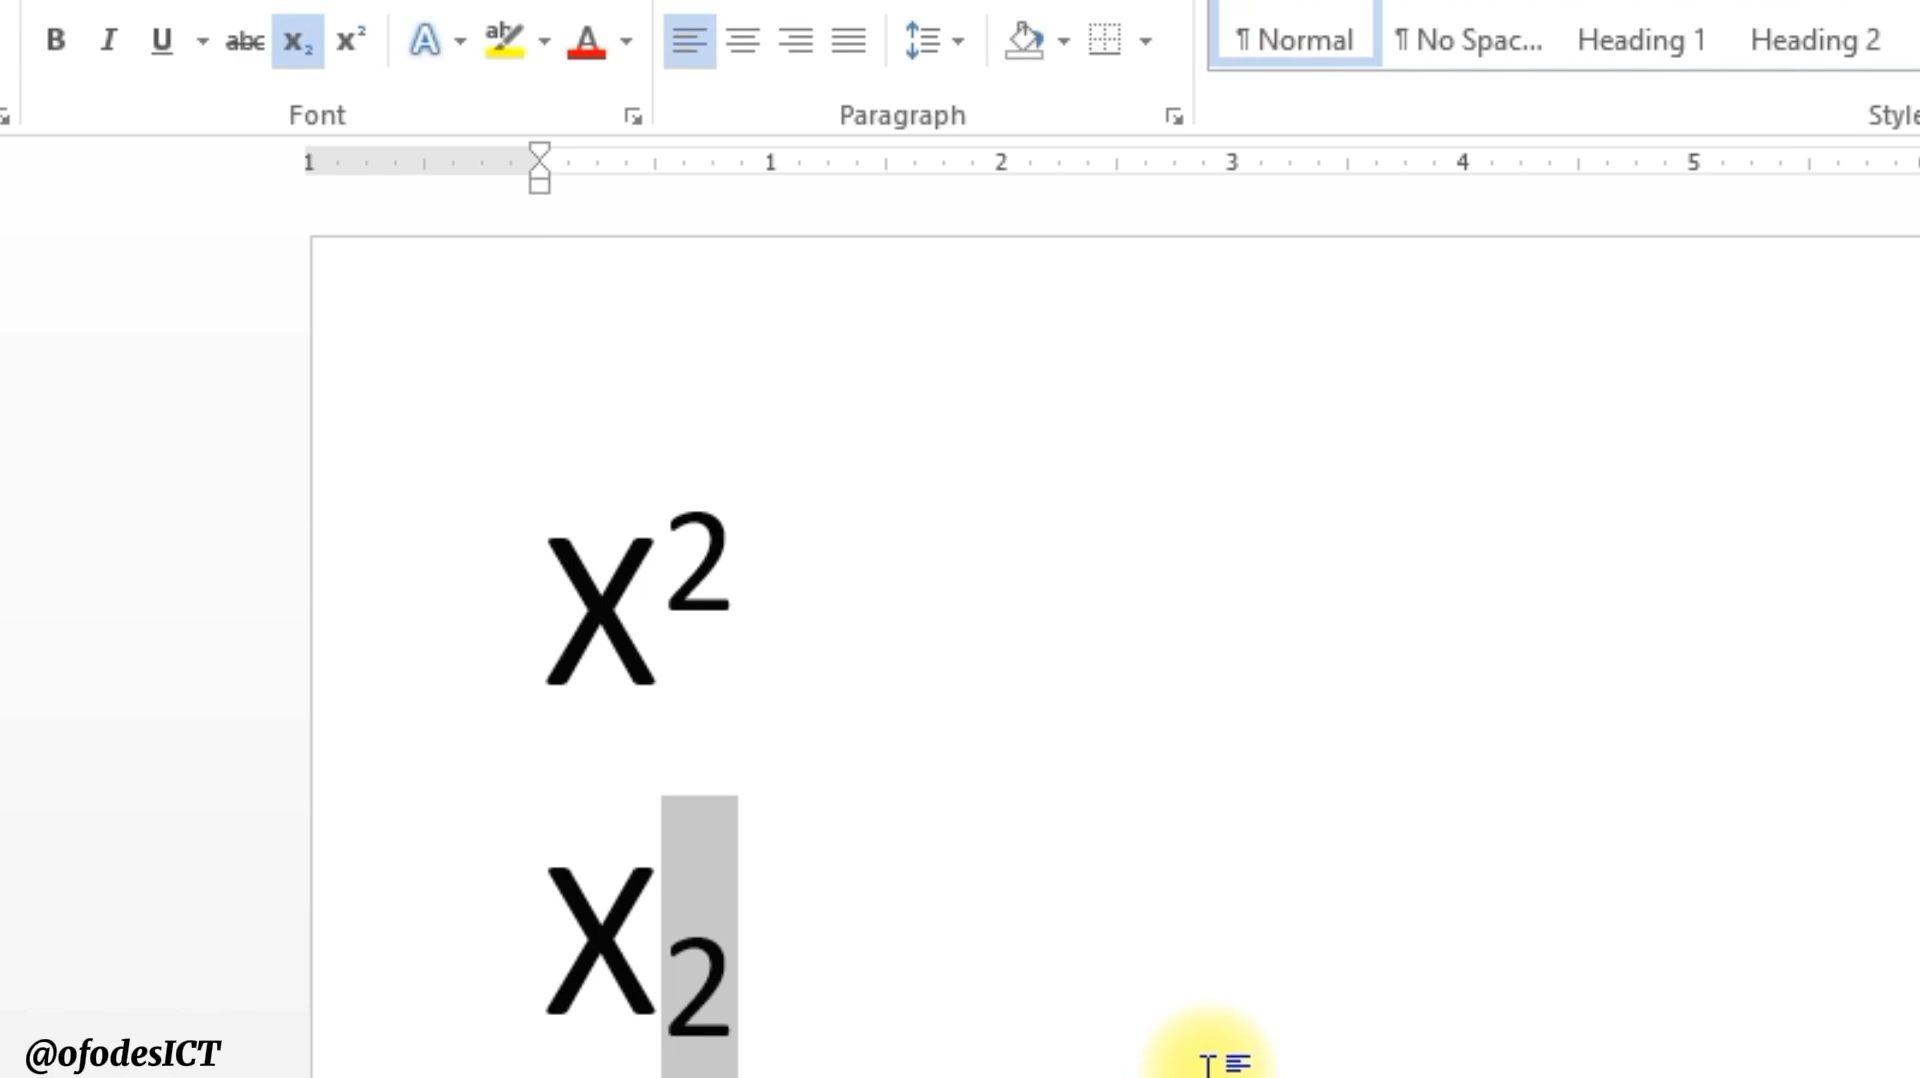 B I U abc X₂ X² A ab A ¶ Normal ¶ No Spac... Heading 1 Heading 2
Font Paragraph Style
1 1 2 3 4 5
X²
X₂
@ofodesICT